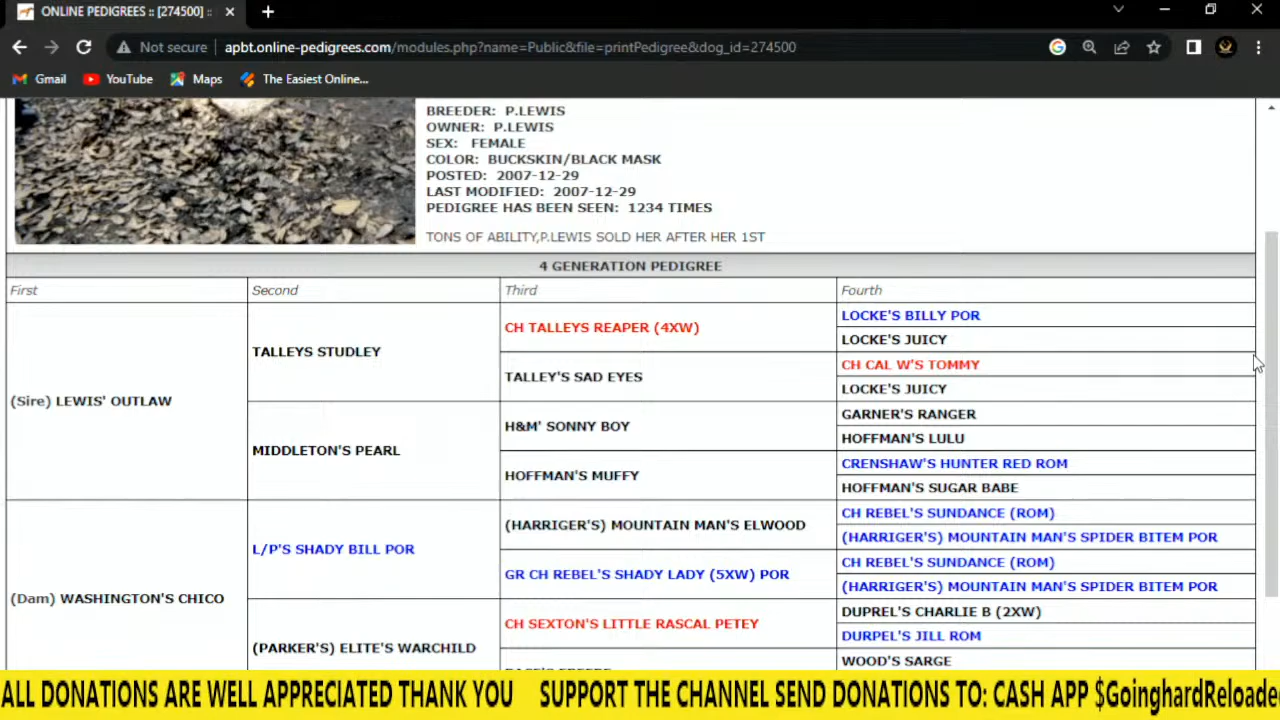 ONLINE PEDIGREES :: [274500] ::
Not secure apbt.online-pedigrees.com/modules.php?name=Public&file=printPedigree&dog_id=274500
Gmail YouTube Maps The Easiest Online...
BREEDER: P.LEWIS
OWNER: P.LEWIS
SEX: FEMALE
COLOR: BUCKSKIN/BLACK MASK
POSTED: 2007-12-29
LAST MODIFIED: 2007-12-29
PEDIGREE HAS BEEN SEEN: 1234 TIMES
TONS OF ABILITY,P.LEWIS SOLD HER AFTER HER 1ST
4 GENERATION PEDIGREE
First Second Third Fourth
LOCKE'S BILLY POR
CH TALLEYS REAPER (4XW)
LOCKE'S JUICY
TALLEYS STUDLEY
CH CAL W'S TOMMY
TALLEY'S SAD EYES
LOCKE'S JUICY
(Sire) LEWIS' OUTLAW
GARNER'S RANGER
H&M' SONNY BOY
HOFFMAN'S LULU
MIDDLETON'S PEARL
CRENSHAW'S HUNTER RED ROM
HOFFMAN'S MUFFY
HOFFMAN'S SUGAR BABE
CH REBEL'S SUNDANCE (ROM)
(HARRIGER'S) MOUNTAIN MAN'S ELWOOD
(HARRIGER'S) MOUNTAIN MAN'S SPIDER BITEM POR
L/P'S SHADY BILL POR
CH REBEL'S SUNDANCE (ROM)
GR CH REBEL'S SHADY LADY (5XW) POR
(HARRIGER'S) MOUNTAIN MAN'S SPIDER BITEM POR
(Dam) WASHINGTON'S CHICO
DUPREL'S CHARLIE B (2XW)
CH SEXTON'S LITTLE RASCAL PETEY
DURPEL'S JILL ROM
(PARKER'S) ELITE'S WARCHILD
WOOD'S SARGE
ALL DONATIONS ARE WELL APPRECIATED THANK YOU SUPPORT THE CHANNEL SEND DONATIONS TO: CASH APP $GoinghardReloade